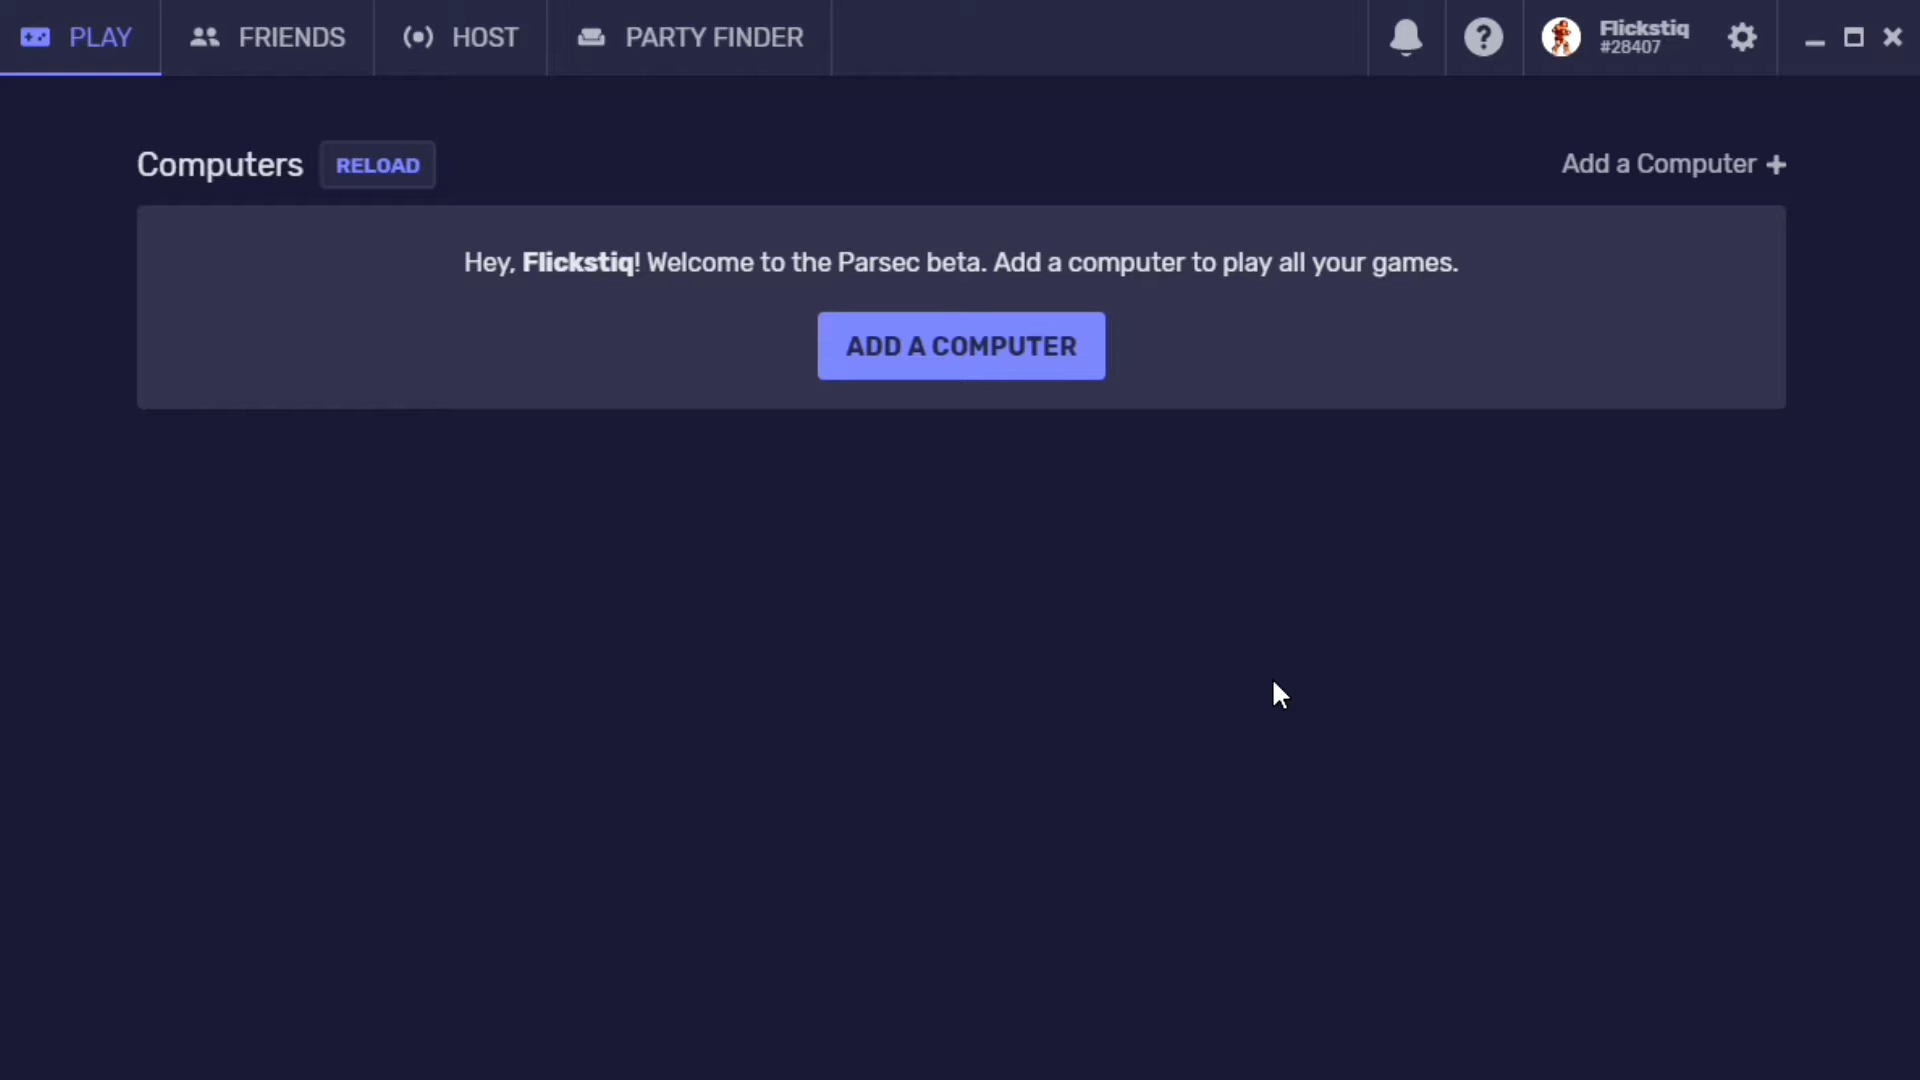 PLAY
FRIENDS
HOST
PARTY FINDER
Flickstiq
#28407
Computers
RELOAD
Add a Computer +
Hey, Flickstiq! Welcome to the Parsec beta. Add a computer to play all your games.
ADD A COMPUTER